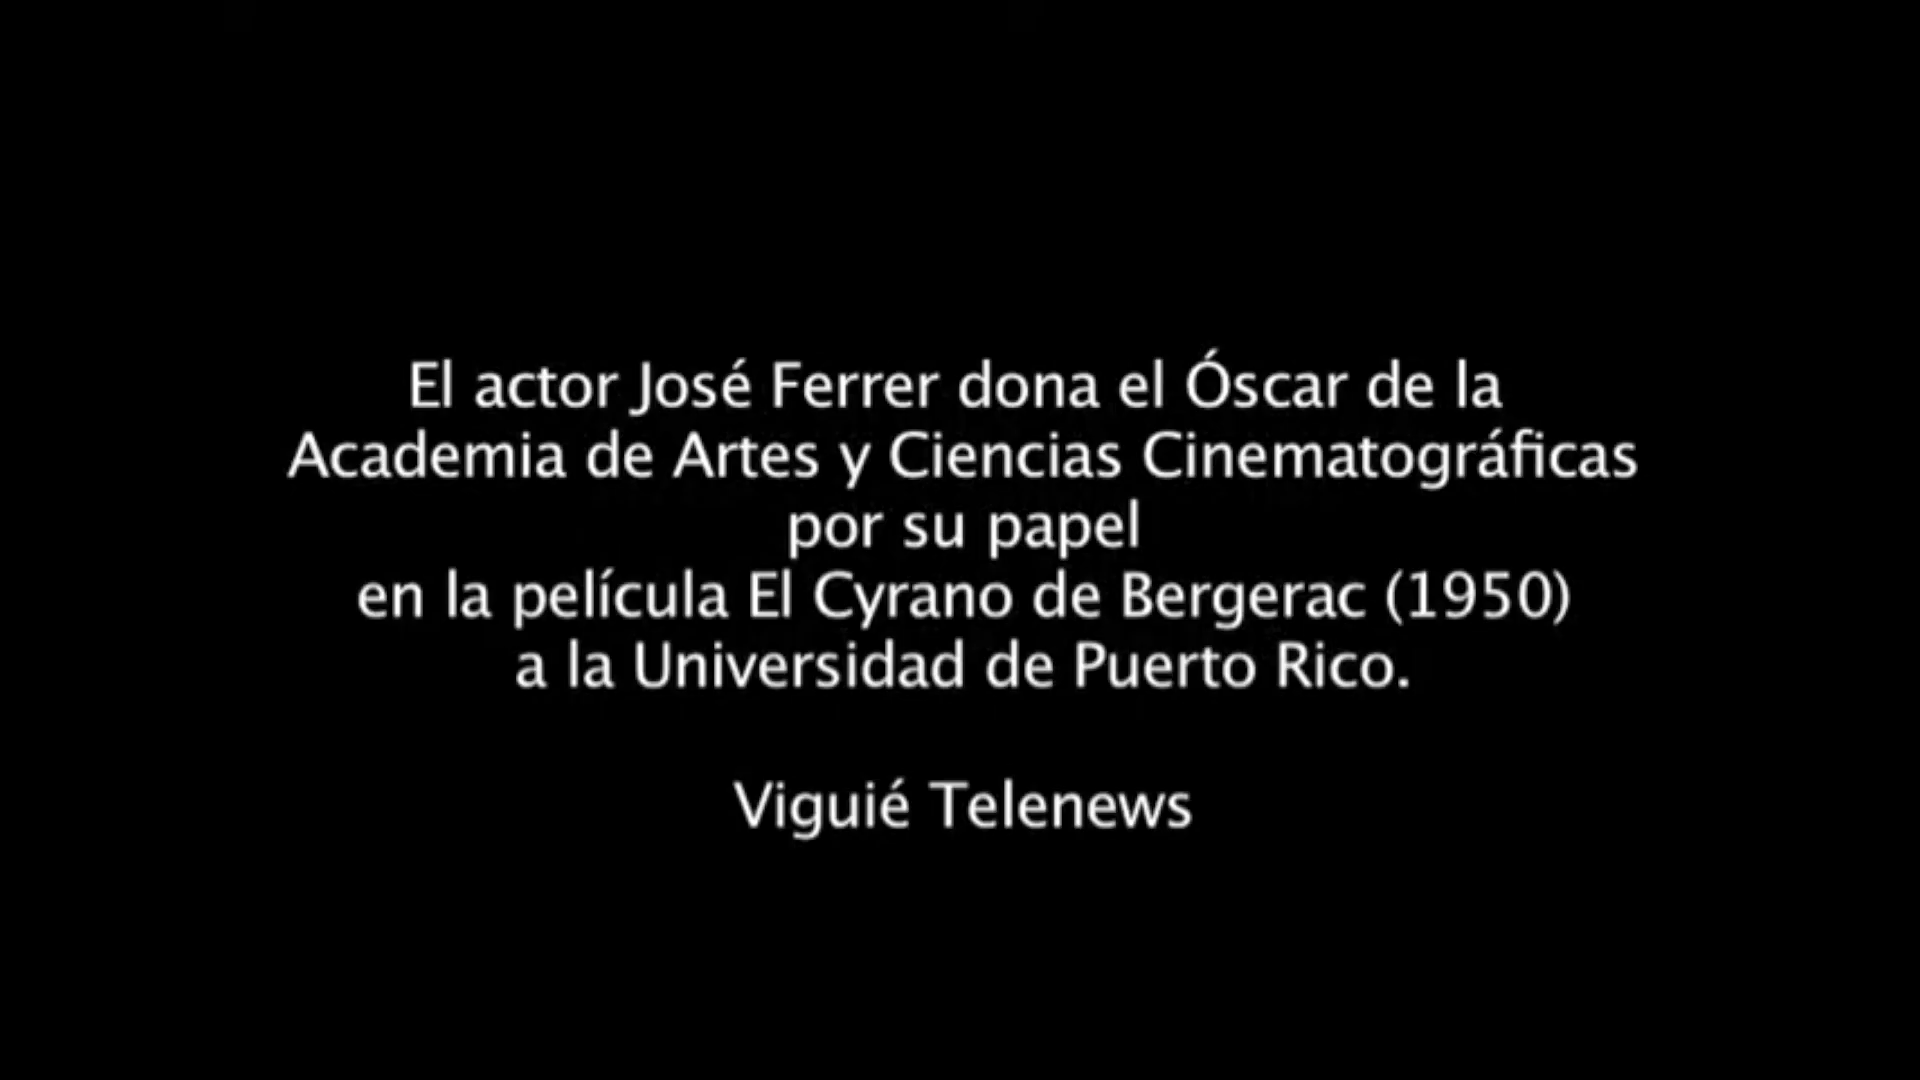 El actor José Ferrer dona el Óscar de la
Academia de Artes y Ciencias Cinematográficas
por su papel
en la película El Cyrano de Bergerac (1950)
a la Universidad de Puerto Rico.
Viguié Telenews